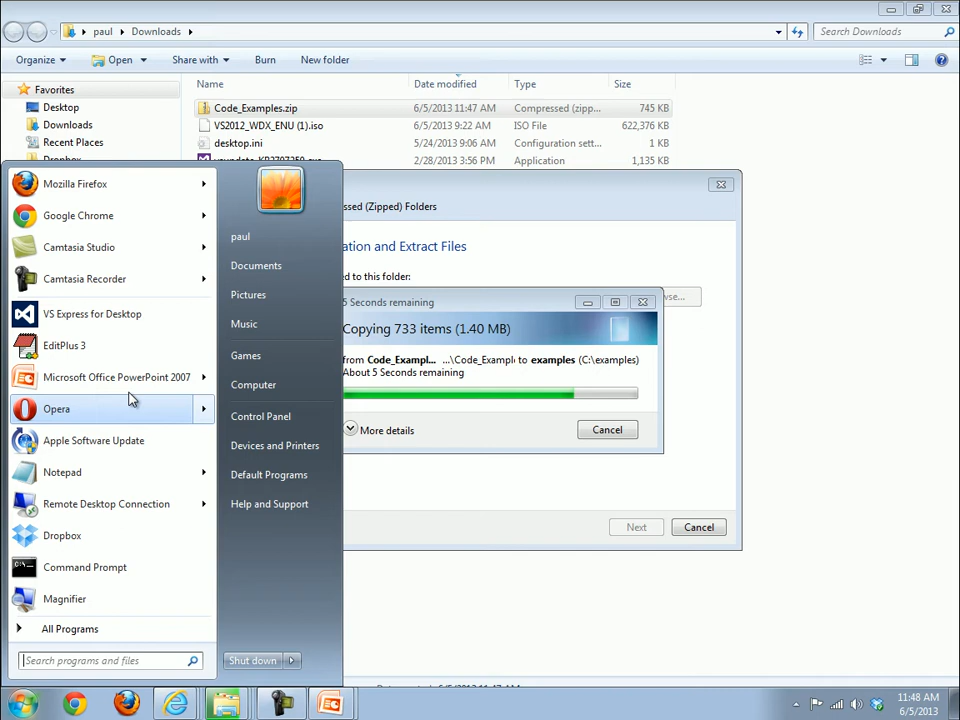 paul Downloads Search Downloads
Organize Open Share with Burn New folder
Favorites Name Date modified Type Size
Desktop Code_Examples.zip 6/5/2013 11:47 AM Compressed (zipp... 745 KB
Downloads VS2012_WDX_ENU (1).iso 6/5/2013 9:22 AM ISO File 622,376 KB
Recent Places desktop.ini 5/24/2013 9:06 AM Configuration sett... 1 KB
2/28/2013 3:56 PM Application 1,135 KB
Mozilla Firefox
Google Chrome
Camtasia Studio
Camtasia Recorder
VS Express for Desktop
EditPlus 3
Microsoft Office PowerPoint 2007
Opera
Apple Software Update
Notepad
Remote Desktop Connection
Dropbox
Command Prompt
Magnifier
All Programs
Search programs and files
paul
Documents
Pictures
Music
Games
Computer
Control Panel
Devices and Printers
Default Programs
Help and Support
Shut down
(Zipped) Folders
and Extract Files
to this folder:
5 Seconds remaining
Copying 733 items (1.40 MB)
from Code_Exampl... ...\Code_Exampl to examples (C:\examples)
About 5 Seconds remaining
More details Cancel
Next Cancel
11:48 AM
6/5/2013